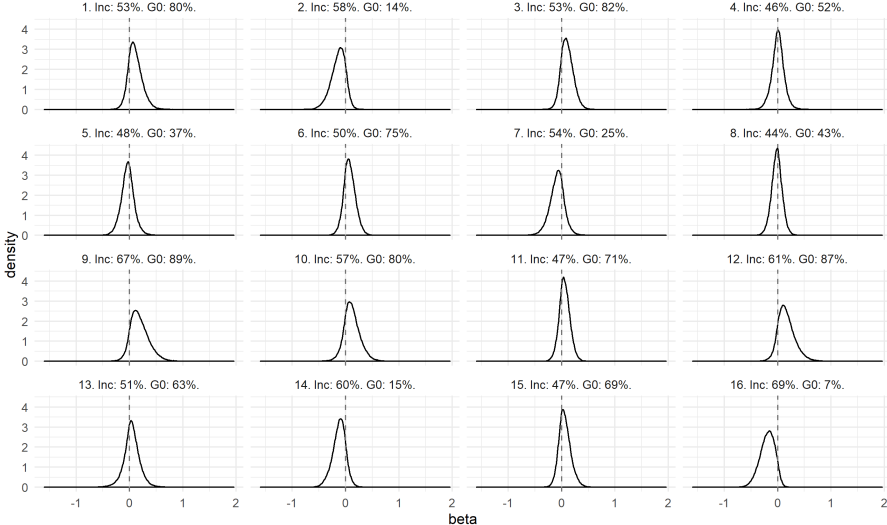 1. Inc: 53%. G0: 80%.
2. Inc: 58%. G0: 14%.
3. Inc: 53%. G0: 82%.
4. Inc: 46%. G0: 52%.
4
3
2
1
0
5. Inc: 48%. G0: 37%.
6. Inc: 50%. G0: 75%.
7. Inc: 54%. G0: 25%.
8. Inc: 44%. G0: 43%.
4
3
2
1
0
density
9. Inc: 67%. G0: 89%.
10. Inc: 57%. G0: 80%.
11. Inc: 47%. G0: 71%.
12. Inc: 61%. G0: 87%.
4
3
2
1
0
13. Inc: 51%. G0: 63%.
14. Inc: 60%. G0: 15%.
15. Inc: 47%. G0: 69%.
16. Inc: 69%. G0: 7%.
4
3
2
1
0
-1 0 1 2
-1 0 1 2
-1 0 1 2
-1 0 1 2
beta